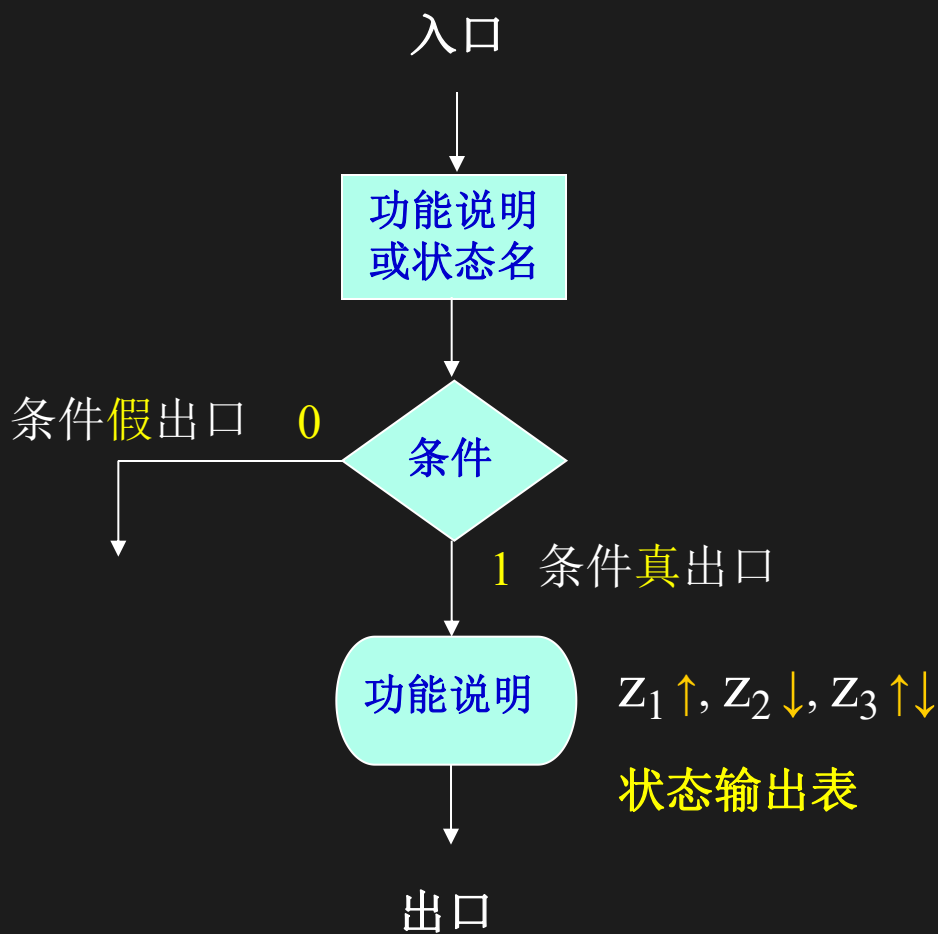 入口
功能说明
或状态名
条件假出口 0
条件
1 条件真出口
功能说明
Z₁↑, Z₂↓, Z₃↑↓
状态输出表
出口